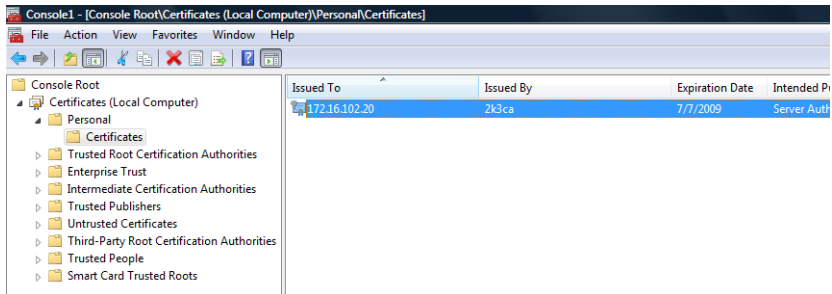 Console1 - [Console Root\Certificates (Local Computer)\Personal\Certificates]
File Action View Favorites Window Help
Console Root
Certificates (Local Computer)
Personal
Certificates
Trusted Root Certification Authorities
Enterprise Trust
Intermediate Certification Authorities
Trusted Publishers
Untrusted Certificates
Third-Party Root Certification Authorities
Trusted People
Smart Card Trusted Roots
Issued To Issued By Expiration Date Intended Pu
172.16.102.20 2k3ca 7/7/2009 Server Auth